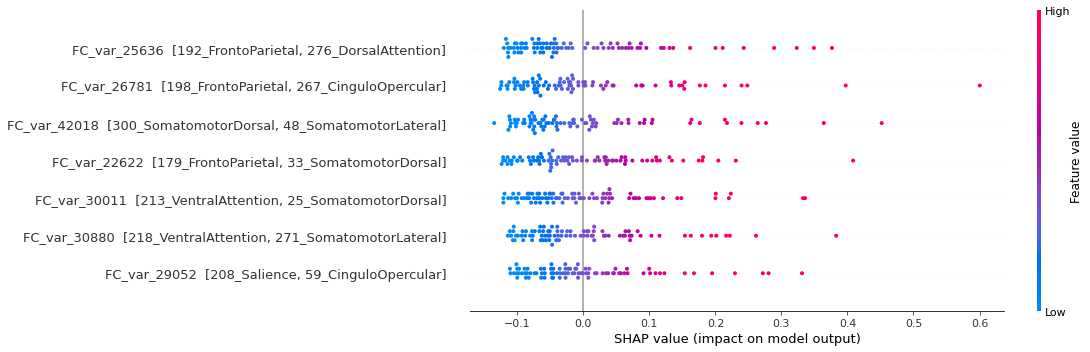 High
FC_var_25636 [192_FrontoParietal, 276_DorsalAttention]
FC_var_26781 [198_FrontoParietal, 267_CinguloOpercular]
FC_var_42018 [300_SomatomotorDorsal, 48_SomatomotorLateral]
FC_var_22622 [179_FrontoParietal, 33_SomatomotorDorsal]
FC_var_30011 [213_VentralAttention, 25_SomatomotorDorsal]
FC_var_30880 [218_VentralAttention, 271_SomatomotorLateral]
FC_var_29052 [208_Salience, 59_CinguloOpercular]
Feature value
Low
−0.1 0.0 0.1 0.2 0.3 0.4 0.5 0.6
SHAP value (impact on model output)